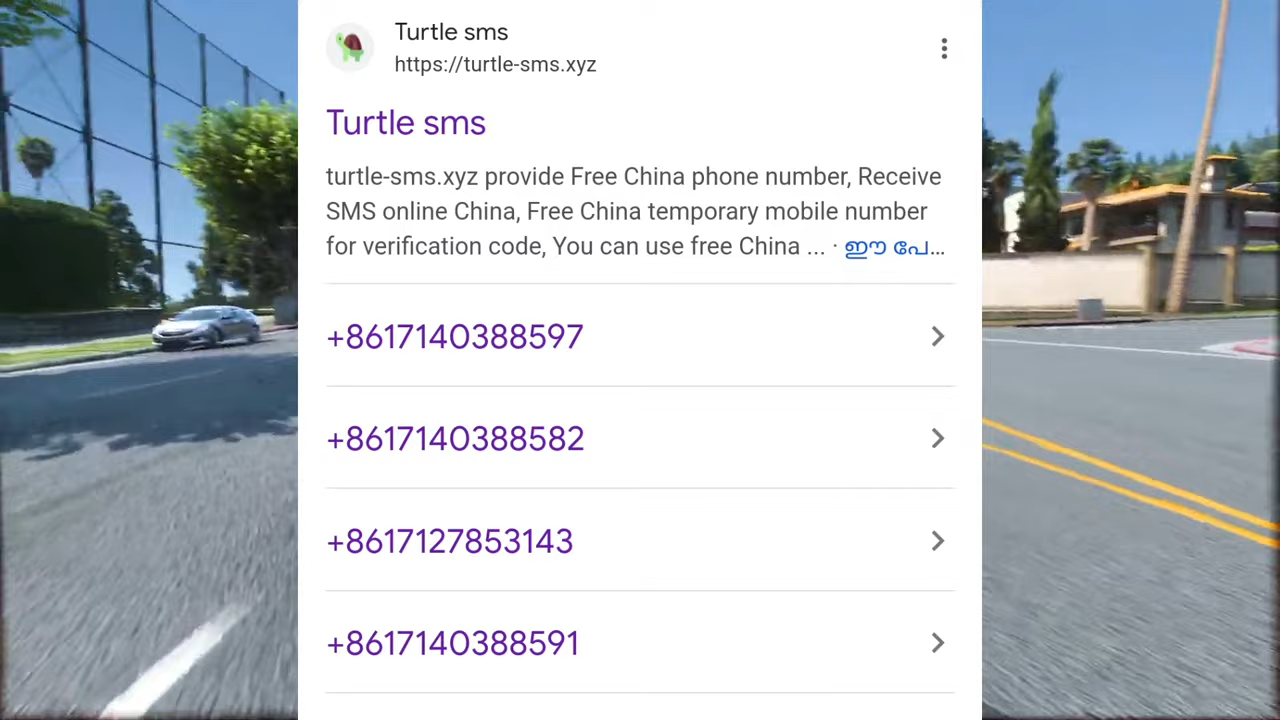 Turtle sms
https://turtle-sms.xyz
Turtle sms
turtle-sms.xyz provide Free China phone number, Receive
SMS online China, Free China temporary mobile number
for verification code, You can use free China ... · ഈ പേ...
+8617140388597
+8617140388582
+8617127853143
+8617140388591